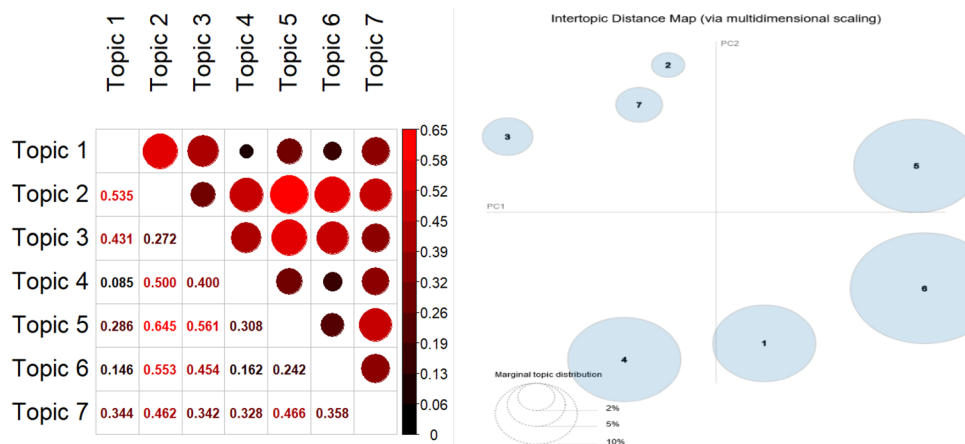 Topic 1
Topic 2
Topic 3
Topic 4
Topic 5
Topic 6
Topic 7
Topic 1
Topic 2
0.535
Topic 3
0.431 0.272
Topic 4
0.085 0.500 0.400
Topic 5
0.286 0.645 0.561 0.308
Topic 6
0.146 0.553 0.454 0.162 0.242
Topic 7
0.344 0.462 0.342 0.328 0.466 0.358
0.65
0.58
0.52
0.45
0.39
0.32
0.26
0.19
0.13
0.06
0
Intertopic Distance Map (via multidimensional scaling)
PC2
2
7
3
5
PC1
6
1
4
Marginal topic distribution
2%
5%
10%